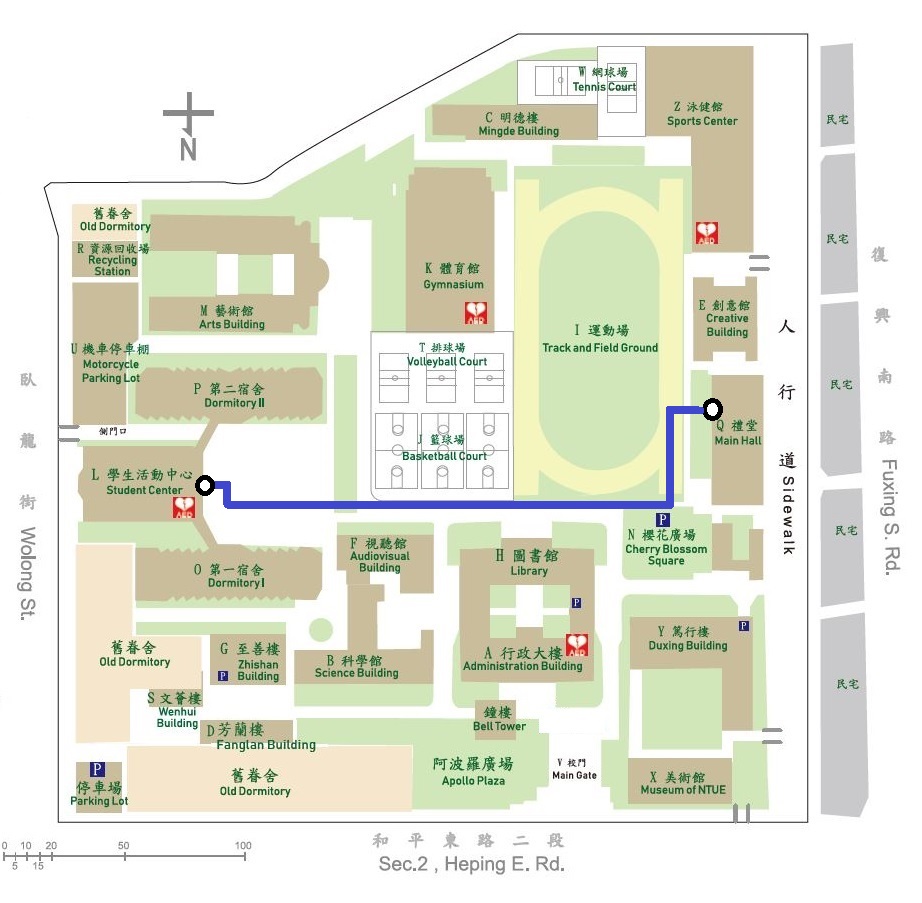 W 網球場
Tennis Court
Z 泳健館
Sports Center
C 明德樓
Mingde Building
民宅
N
舊眷舍
Old Dormitory
R 資源回收場
Recycling
Station
K 體育館
Gymnasium
AED
AED
民宅
復興南路
Fuxing S. Rd.
M 藝術館
Arts Building
E 創意館
Creative
Building
人行道 Sidewalk
I 運動場
Track and Field Ground
U 機車停車棚
Motorcycle
Parking Lot
T 排球場
Volleyball Court
P 第二宿舍
Dormitory II
民宅
臥龍街
Wolong St.
側門口
Q 禮堂
Main Hall
J 籃球場
Basketball Court
L 學生活動中心
Student Center
AED
P
N 櫻花廣場
Cherry Blossom
Square
民宅
F 視聽館
Audiovisual
Building
H 圖書館
Library
O 第一宿舍
Dormitory I
P
AED
A 行政大樓
Administration Building
Y 篤行樓
Duxing Building
P
舊眷舍
Old Dormitory
G 至善樓
Zhishan
Building
P
B 科學館
Science Building
民宅
S 文薈樓
Wenhui
Building
鐘樓
Bell Tower
D 芳蘭樓
Fanglan Building
P
停車場
Parking Lot
舊眷舍
Old Dormitory
阿波羅廣場
Apollo Plaza
V 校門
Main Gate
X 美術館
Museum of NTUE
和平東路二段
Sec.2 , Heping E. Rd.
0 10 20 50 100
5 15